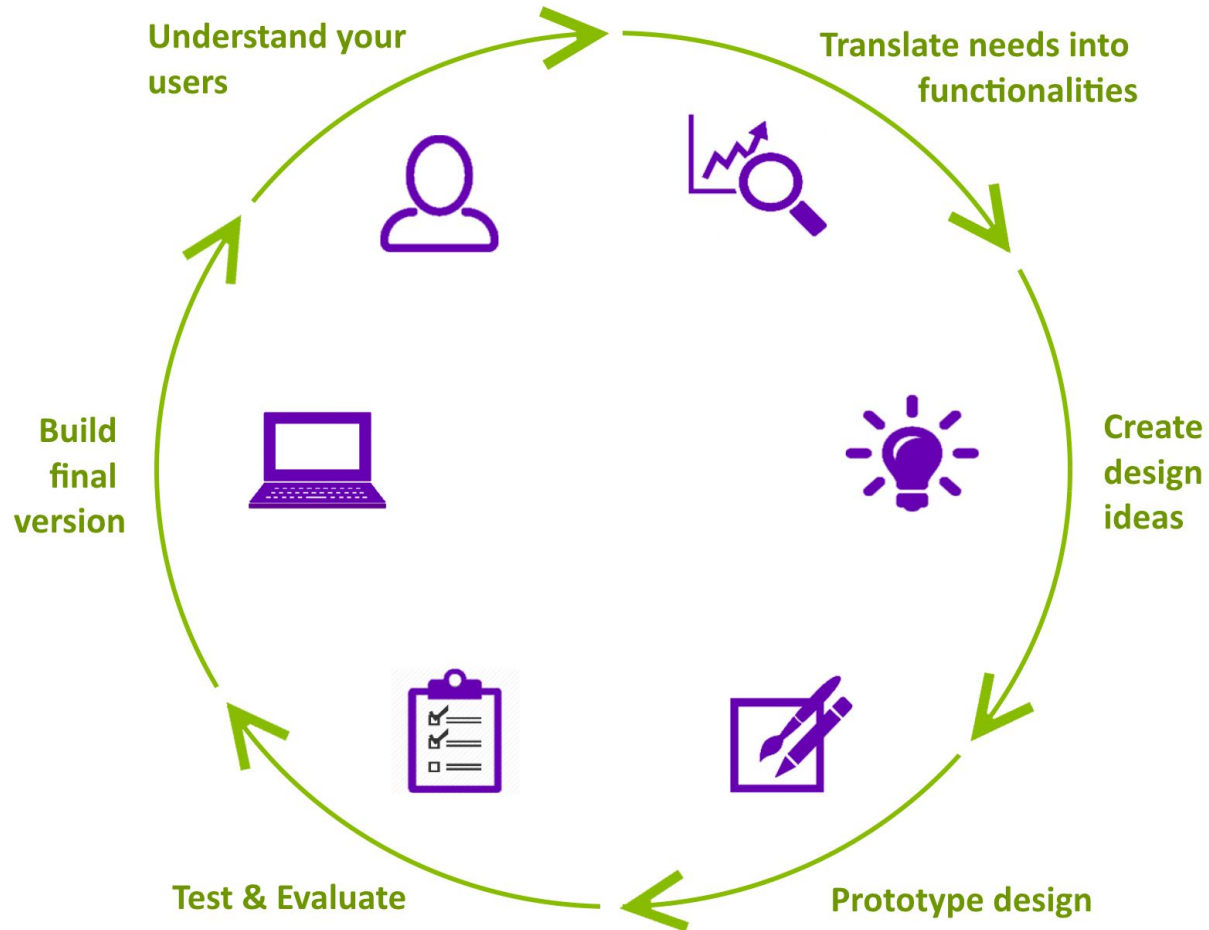 Understand your
users
Translate needs into
functionalities
Create
design
ideas
Prototype design
Test & Evaluate
Build
final
version